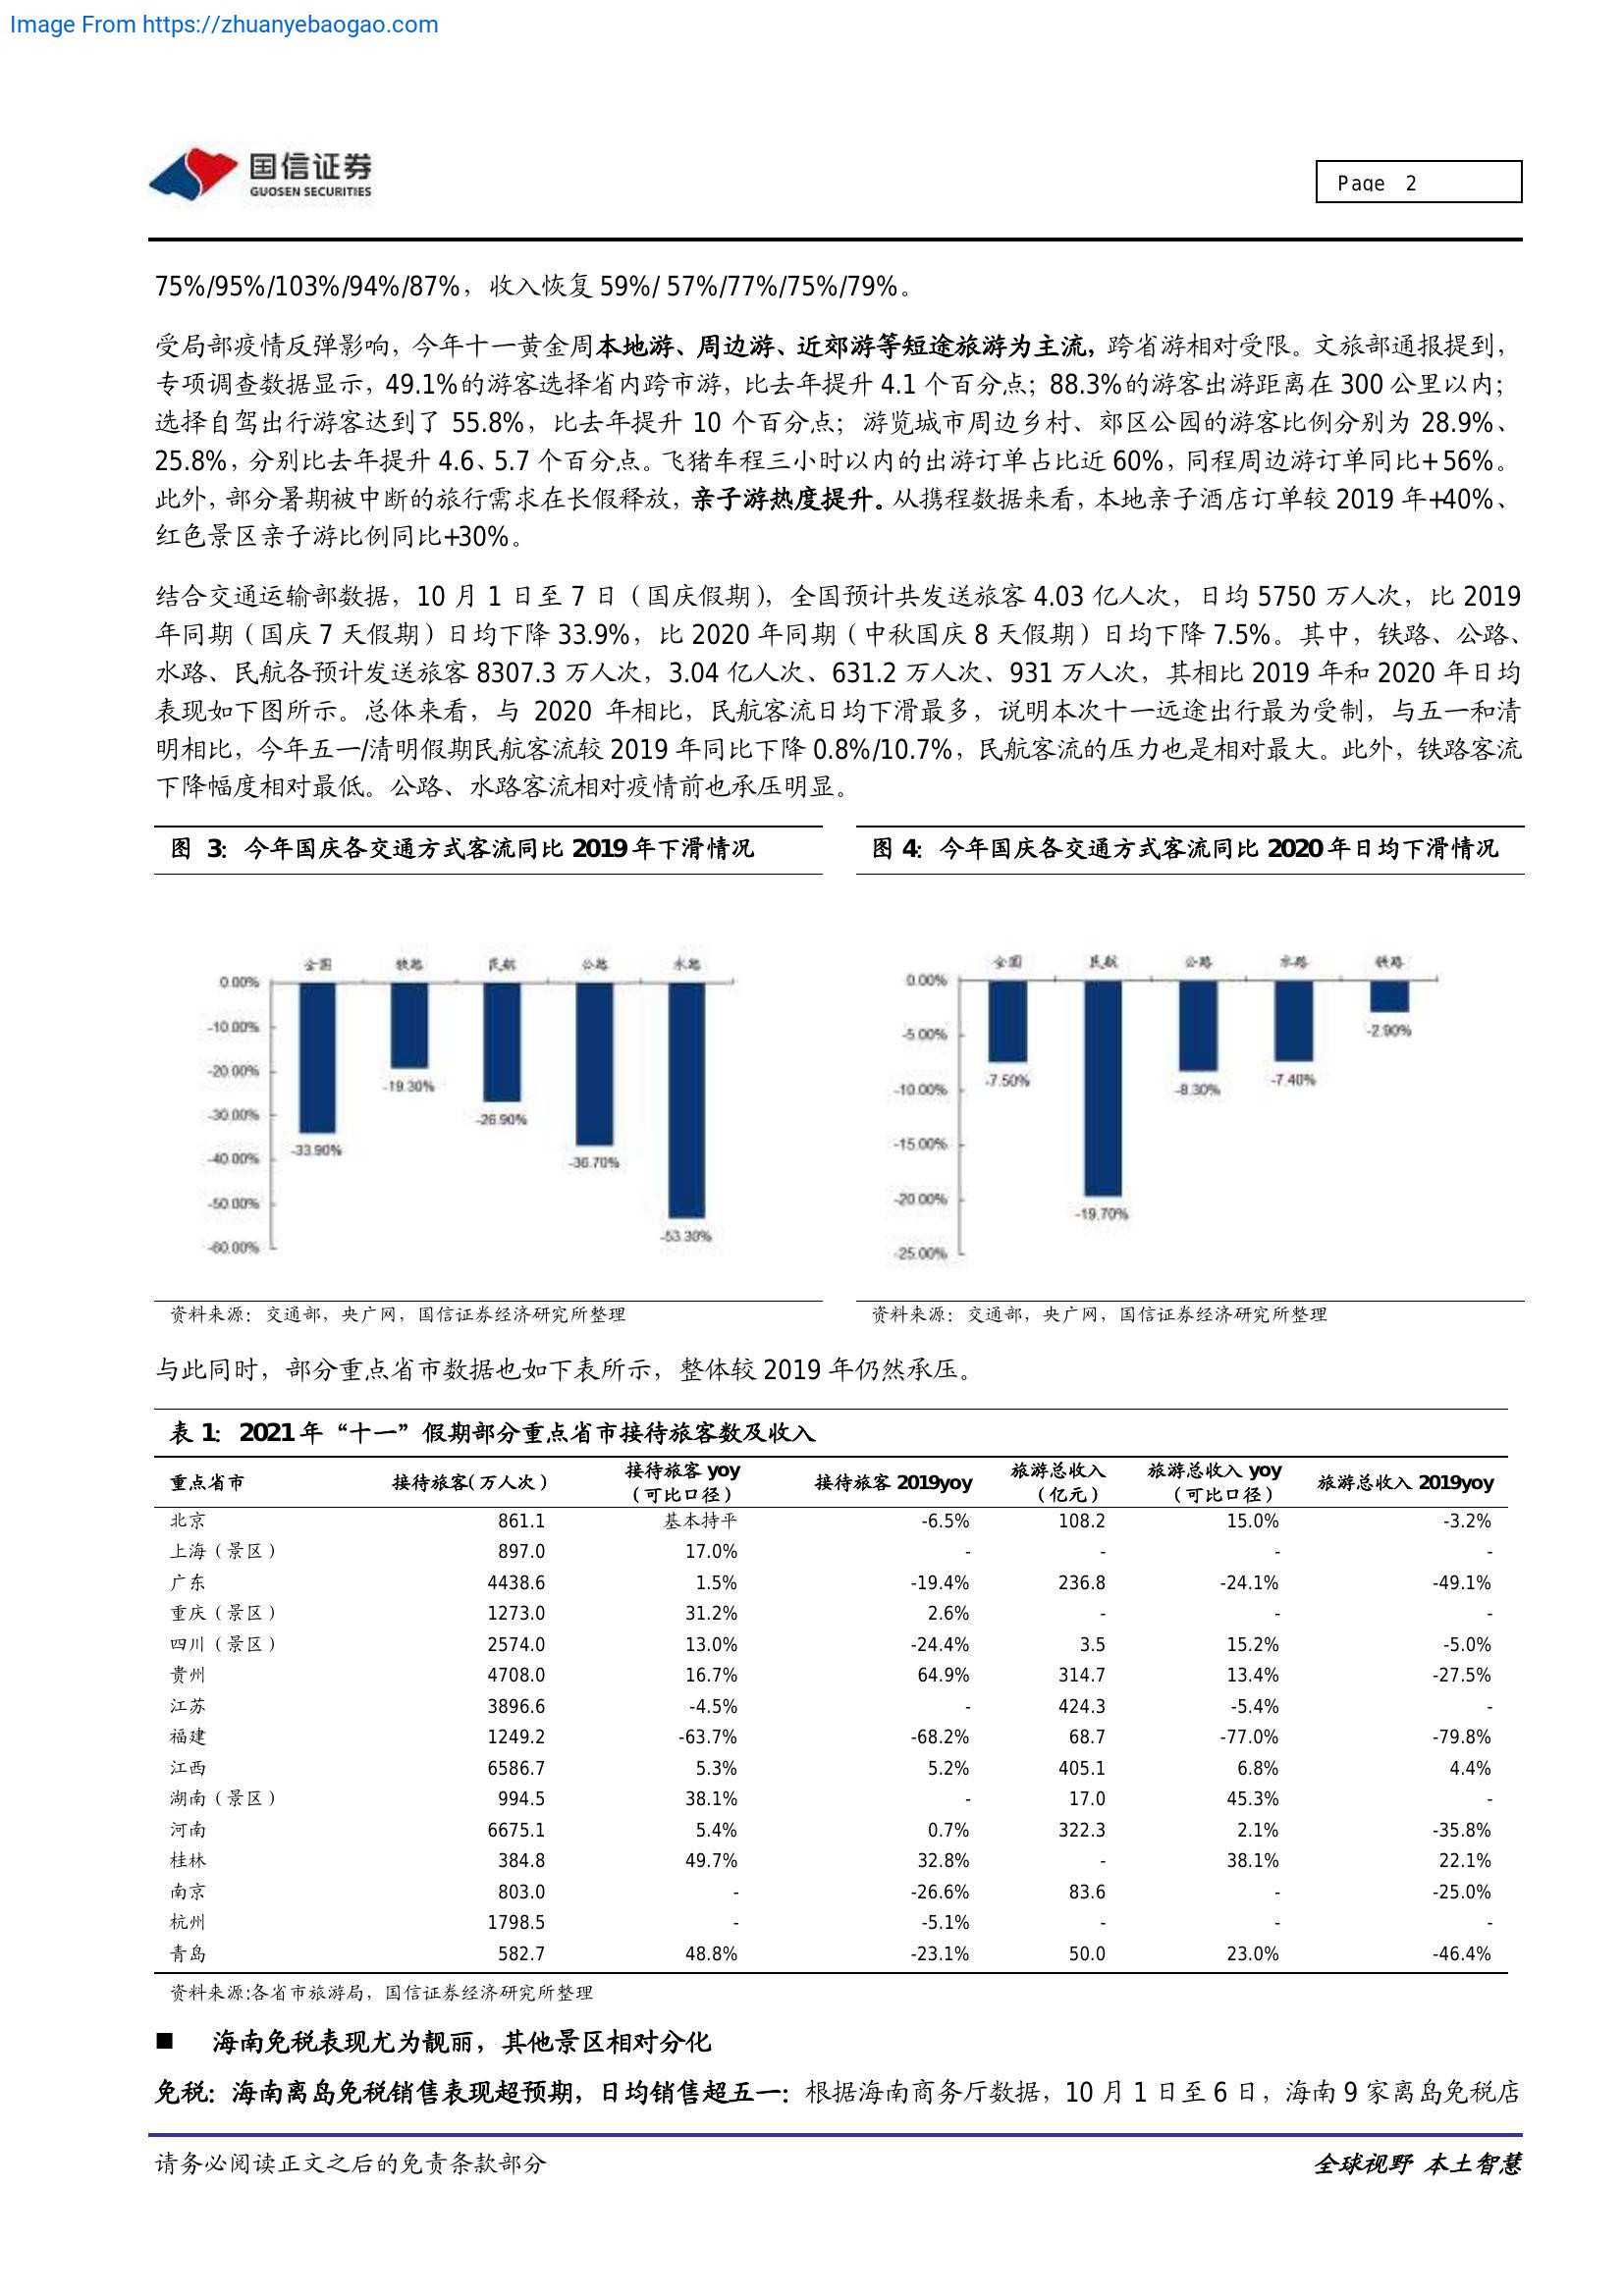 Image From https://zhuanyebaogao.com
国信证券
GUOSEN SECURITIES
Page 2
75%/95%/103%/94%/87%，收入恢复 59%/ 57%/77%/75%/79%。
受局部疫情反弹影响，今年十一黄金周本地游、周边游、近郊游等短途旅游为主流，跨省游相对受限。文旅部通报提到，
专项调查数据显示，49.1%的游客选择省内跨市游，比去年提升 4.1 个百分点；88.3%的游客出游距离在 300 公里以内；
选择自驾出行游客达到了 55.8%，比去年提升 10 个百分点；游览城市周边乡村、郊区公园的游客比例分别为 28.9%、
25.8%，分别比去年提升 4.6、5.7 个百分点。飞猪车程三小时以内的出游订单占比近 60%，同程周边游订单同比+56%。
此外，部分暑期被中断的旅行需求在长假释放，亲子游热度提升。从携程数据来看，本地亲子酒店订单较 2019 年+40%、
红色景区亲子游比例同比+30%。
结合交通运输部数据，10 月 1 日至 7 日（国庆假期），全国预计共发送旅客 4.03 亿人次，日均 5750 万人次，比 2019
年同期（国庆 7 天假期）日均下降 33.9%，比 2020 年同期（中秋国庆 8 天假期）日均下降 7.5%。其中，铁路、公路、
水路、民航各预计发送旅客 8307.3 万人次，3.04 亿人次、631.2 万人次、931 万人次，其相比 2019 年和 2020 年日均
表现如下图所示。总体来看，与 2020 年相比，民航客流日均下滑最多，说明本次十一远途出行最为受制，与五一和清
明相比，今年五一/清明假期民航客流较 2019 年同比下降 0.8%/10.7%，民航客流的压力也是相对最大。此外，铁路客流
下降幅度相对最低。公路、水路客流相对疫情前也承压明显。
图 3：今年国庆各交通方式客流同比 2019 年下滑情况
全国 铁路 民航 公路 水路
0.00%
-10.00%
-20.00%
-30.00%
-40.00%
-50.00%
-60.00%
-33.90%
-19.30%
-26.90%
-36.70%
-53.30%
资料来源：交通部，央广网，国信证券经济研究所整理
图 4：今年国庆各交通方式客流同比 2020 年日均下滑情况
全国 民航 公路 水路 铁路
0.00%
-5.00%
-10.00%
-15.00%
-20.00%
-25.00%
-7.50%
-19.70%
-8.30%
-7.40%
-2.90%
资料来源：交通部，央广网，国信证券经济研究所整理
与此同时，部分重点省市数据也如下表所示，整体较 2019 年仍然承压。
表 1：2021 年“十一”假期部分重点省市接待旅客数及收入
重点省市 接待旅客(万人次) 接待旅客 yoy（可比口径） 接待旅客 2019yoy 旅游总收入（亿元） 旅游总收入 yoy（可比口径） 旅游总收入 2019yoy
北京 861.1 基本持平 -6.5% 108.2 15.0% -3.2%
上海（景区） 897.0 17.0% - - - -
广东 4438.6 1.5% -19.4% 236.8 -24.1% -49.1%
重庆（景区） 1273.0 31.2% 2.6% - - -
四川（景区） 2574.0 13.0% -24.4% 3.5 15.2% -5.0%
贵州 4708.0 16.7% 64.9% 314.7 13.4% -27.5%
江苏 3896.6 -4.5% - 424.3 -5.4% -
福建 1249.2 -63.7% -68.2% 68.7 -77.0% -79.8%
江西 6586.7 5.3% 5.2% 405.1 6.8% 4.4%
湖南（景区） 994.5 38.1% - 17.0 45.3% -
河南 6675.1 5.4% 0.7% 322.3 2.1% -35.8%
桂林 384.8 49.7% 32.8% - 38.1% 22.1%
南京 803.0 - -26.6% 83.6 - -25.0%
杭州 1798.5 - -5.1% - - -
青岛 582.7 48.8% -23.1% 50.0 23.0% -46.4%
资料来源:各省市旅游局，国信证券经济研究所整理
■ 海南免税表现尤为靓丽，其他景区相对分化
免税：海南离岛免税销售表现超预期，日均销售超五一：根据海南商务厅数据，10 月 1 日至 6 日，海南 9 家离岛免税店
请务必阅读正文之后的免责条款部分
全球视野 本土智慧